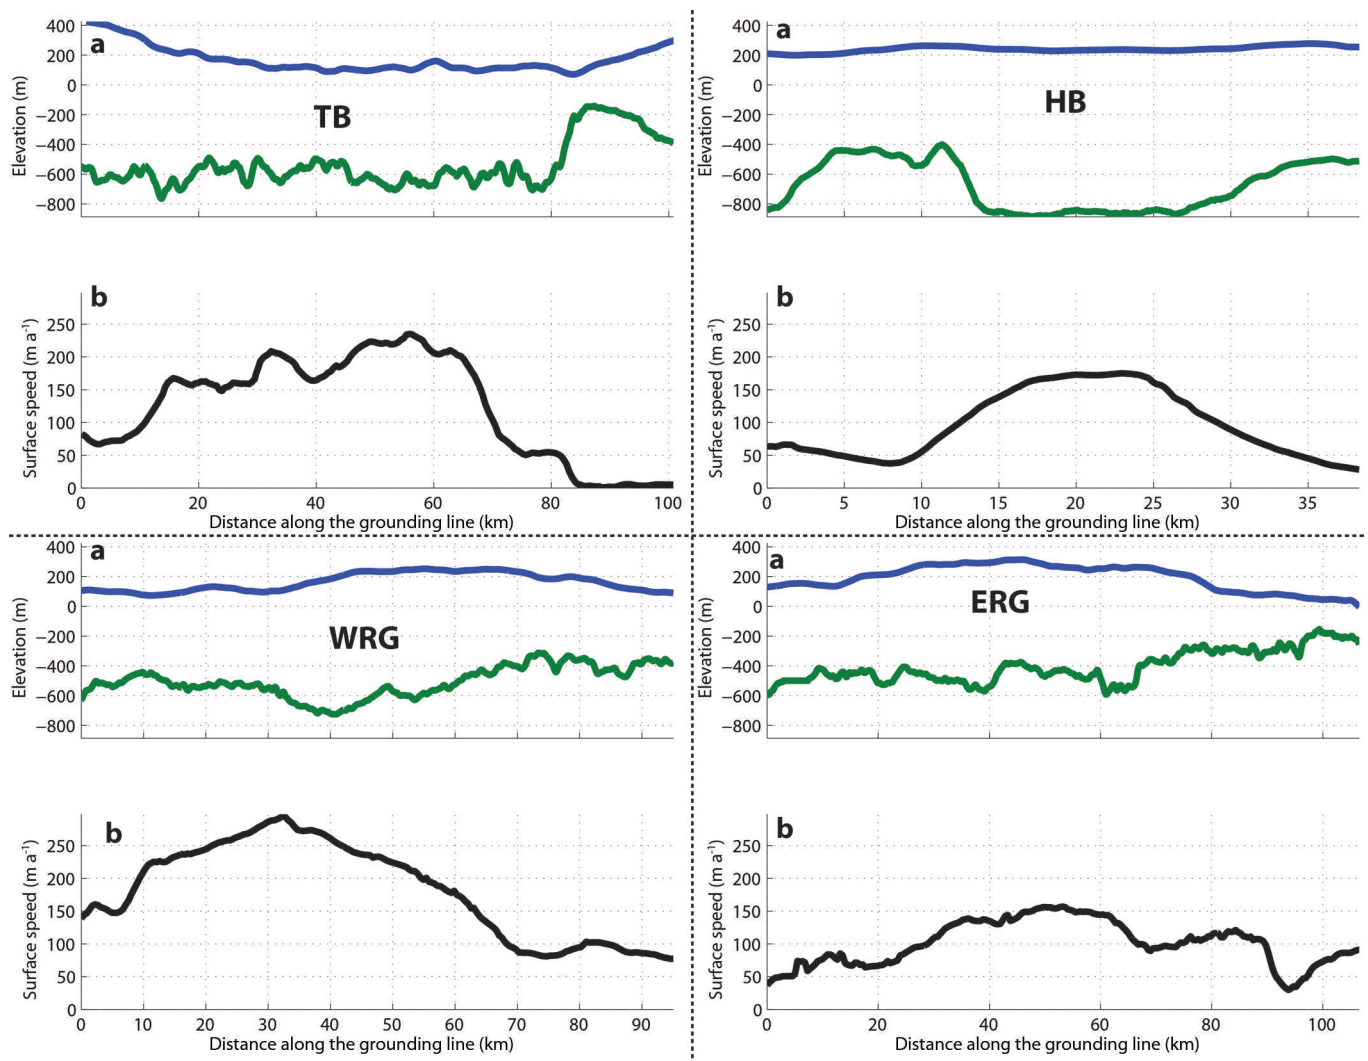 a
TB
Elevation (m)
400
200
0
−200
−400
−600
−800
b
Surface speed (m a⁻¹)
250
200
150
100
50
0
0 20 40 60 80 100
Distance along the grounding line (km)
a
HB
Elevation (m)
400
200
0
−200
−400
−600
−800
b
Surface speed (m a⁻¹)
250
200
150
100
50
0
0 5 10 15 20 25 30 35
Distance along the grounding line (km)
a
WRG
Elevation (m)
400
200
0
−200
−400
−600
−800
b
Surface speed (m a⁻¹)
250
200
150
100
50
0
0 10 20 30 40 50 60 70 80 90
Distance along the grounding line (km)
a
ERG
Elevation (m)
400
200
0
−200
−400
−600
−800
b
Surface speed (m a⁻¹)
250
200
150
100
50
0
0 20 40 60 80 100
Distance along the grounding line (km)